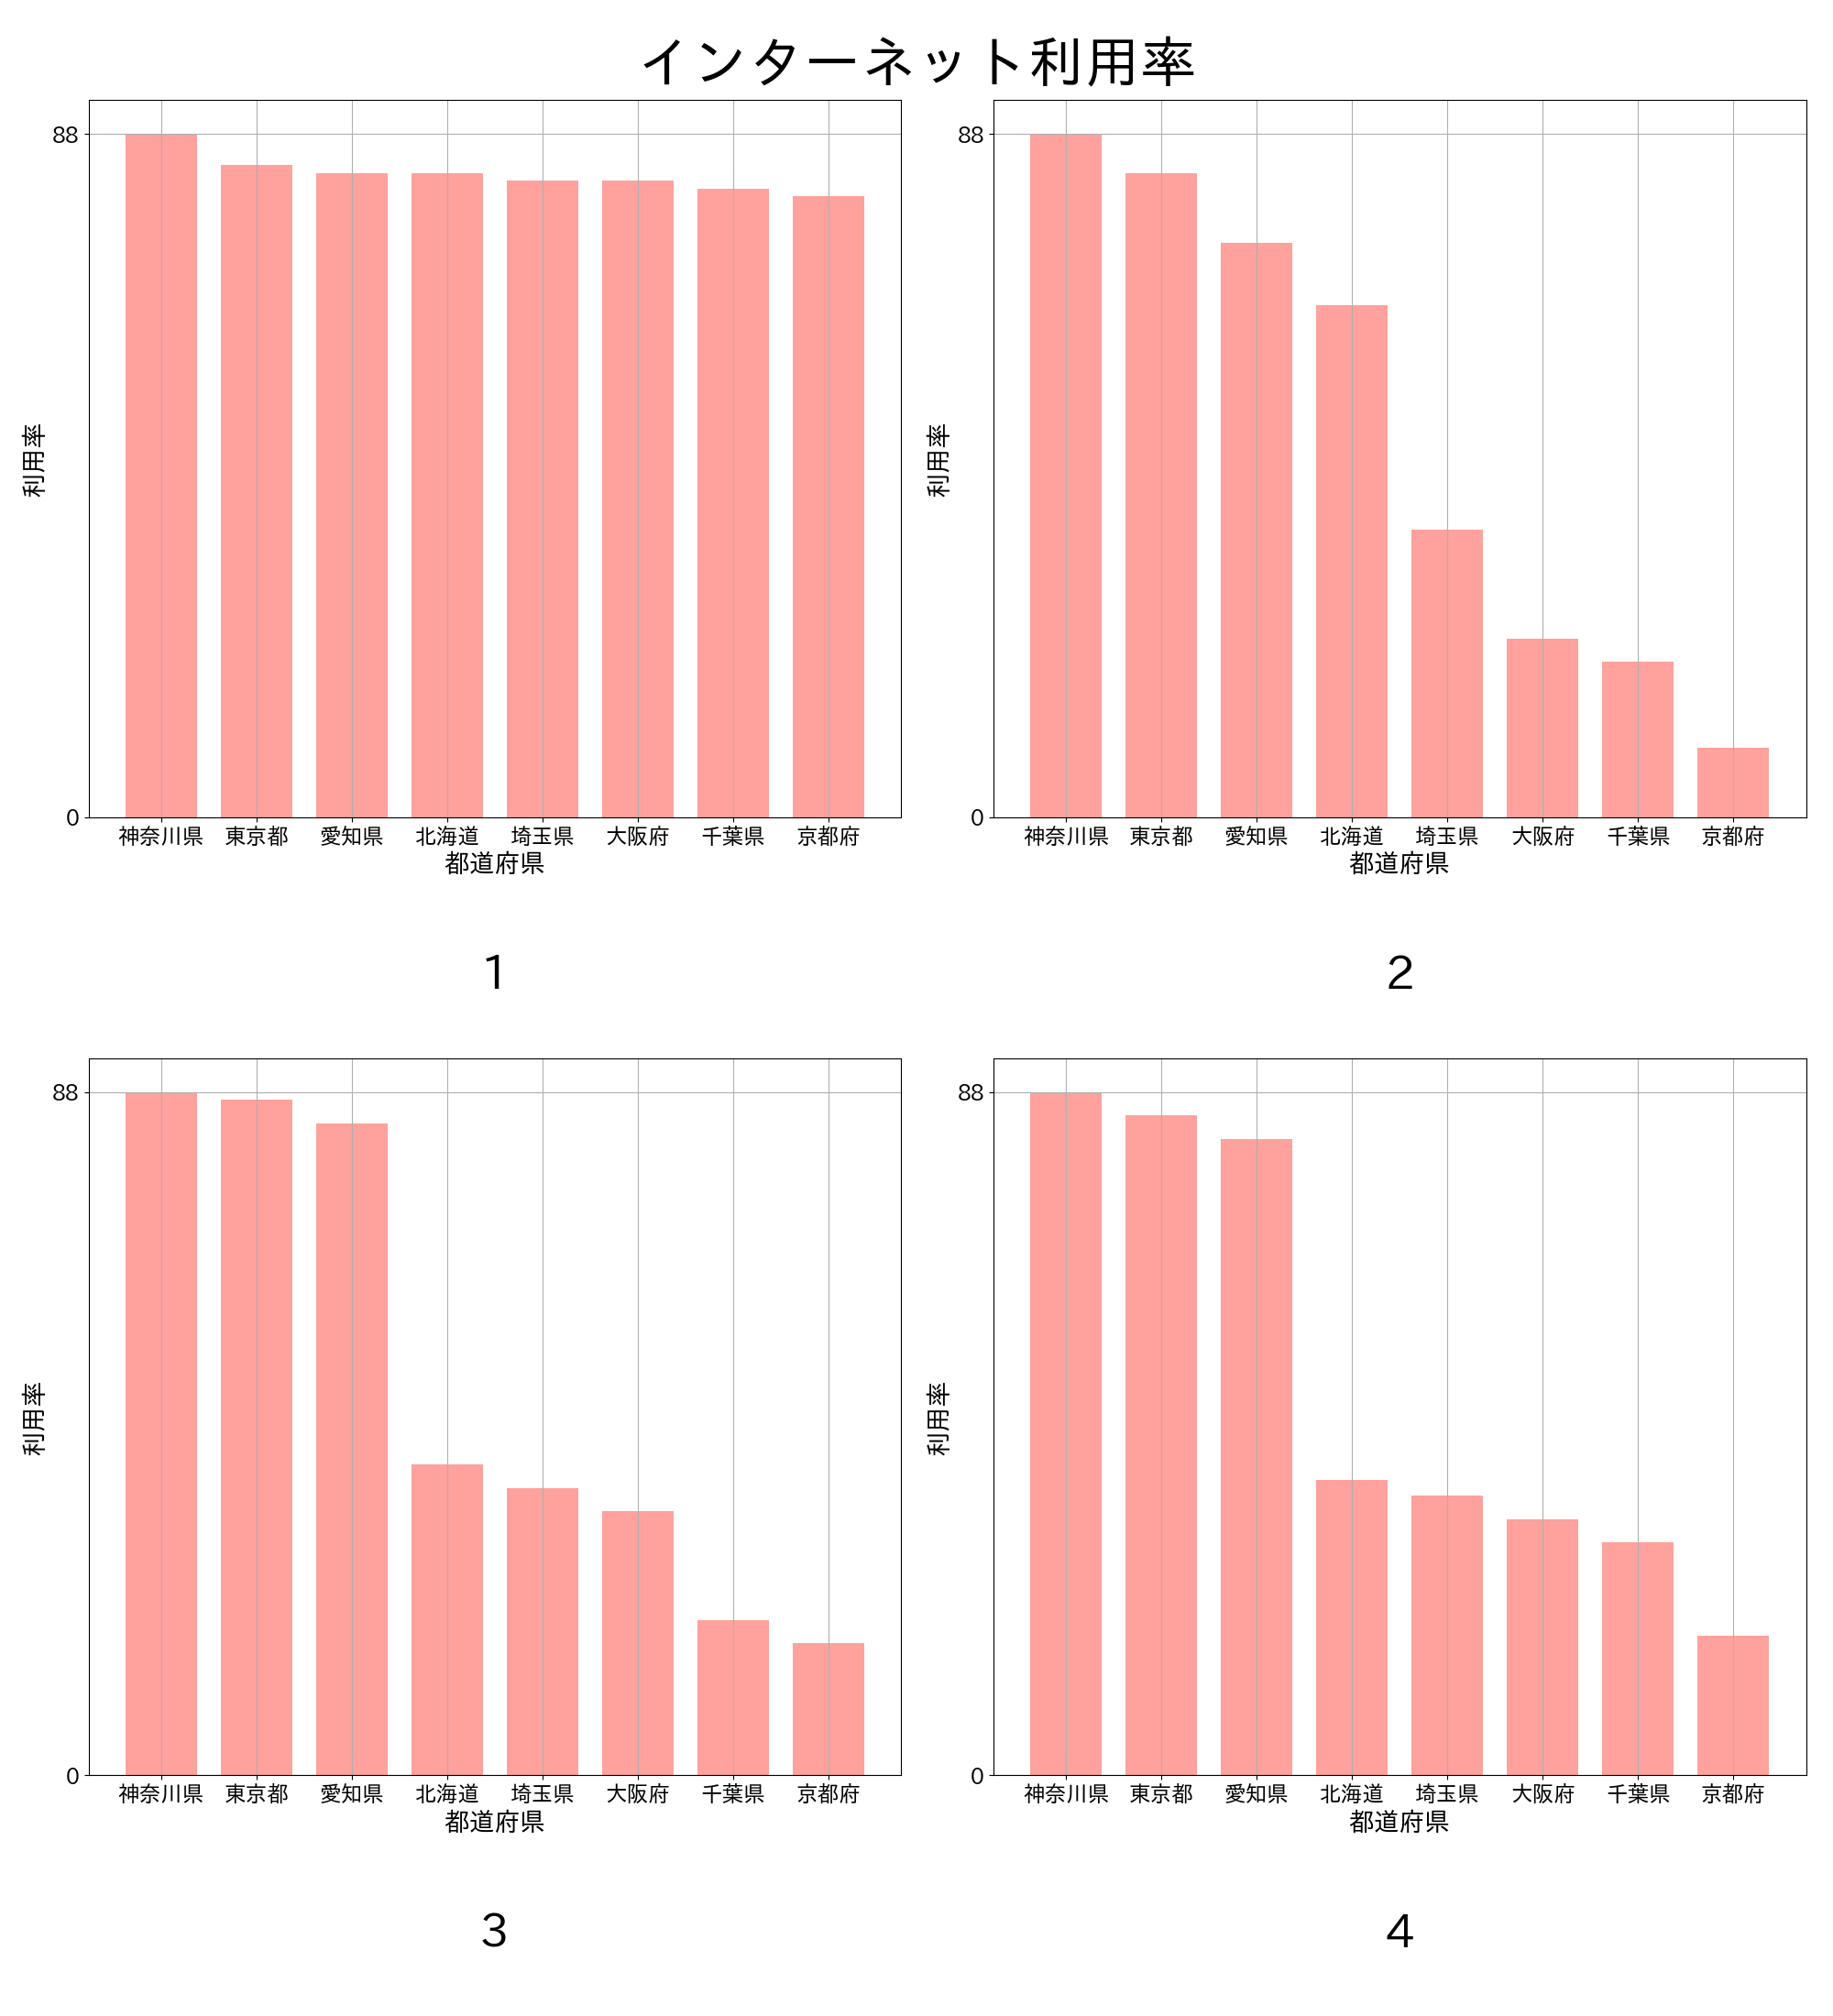 インターネット利用率
88
0
利用率
神奈川県 東京都 愛知県 北海道 埼玉県 大阪府 千葉県 京都府
都道府県
1
88
0
利用率
神奈川県 東京都 愛知県 北海道 埼玉県 大阪府 千葉県 京都府
都道府県
2
88
0
利用率
神奈川県 東京都 愛知県 北海道 埼玉県 大阪府 千葉県 京都府
都道府県
3
88
0
利用率
神奈川県 東京都 愛知県 北海道 埼玉県 大阪府 千葉県 京都府
都道府県
4